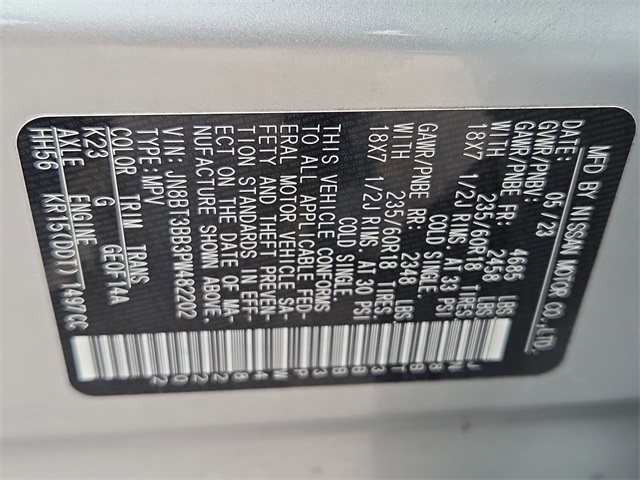 MFD BY NISSAN MOTOR CO.,LTD.
DATE: 05 / 23
GVWR/PNBV: 4685 LBS
GAWR/PNBE FR: 2458 LBS
WITH 235/60R18 TIRES
18X7 1/2J RIMS, AT 33 PSI
COLD SINGLE
GAWR/PNBE RR: 2348 LBS
WITH 235/60R18 TIRES
18X7 1/2J RIMS, AT 30 PSI
COLD SINGLE
THIS VEHICLE CONFORMS
TO ALL APPLICABLE FED-
ERAL MOTOR VEHICLE SA-
FETY AND THEFT PREVEN-
TION STANDARDS IN EFF-
ECT ON THE DATE OF MA-
NUFACTURE SHOWN ABOVE.
VIN: JN8BT3BB3PW482202
TYPE: MPV
COLOR TRIM TRANS
K23 G GE0F14A
AXLE ENGINE
HH56 KR15(DDT) 1497CC
JN8BT3BB3PW482202